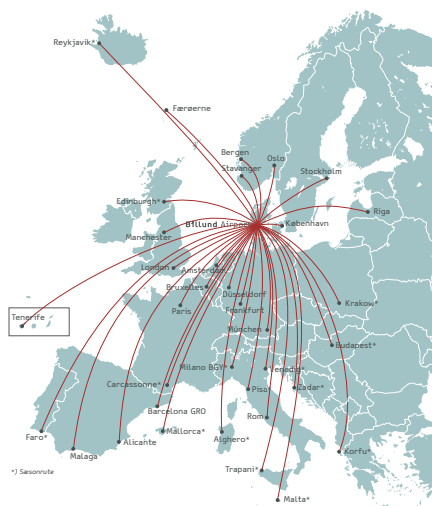 Reykjavik*
Færøerne
Bergen
Oslo
Stavanger
Stockholm
Edinburgh*
Riga
Billund Airport
København
Manchester
London
Amsterdam
Bruxelles
Düsseldorf
Krakow*
Paris
Frankfurt
Tenerife
München
Budapest*
Milano BGY*
Venedig*
Carcassonne*
Pisa
Zadar*
Barcelona GRO
Rom
Faro*
Mallorca*
Alghero*
Malaga
Alicante
Korfu*
Trapani*
*) Sæsonrute
Malta*